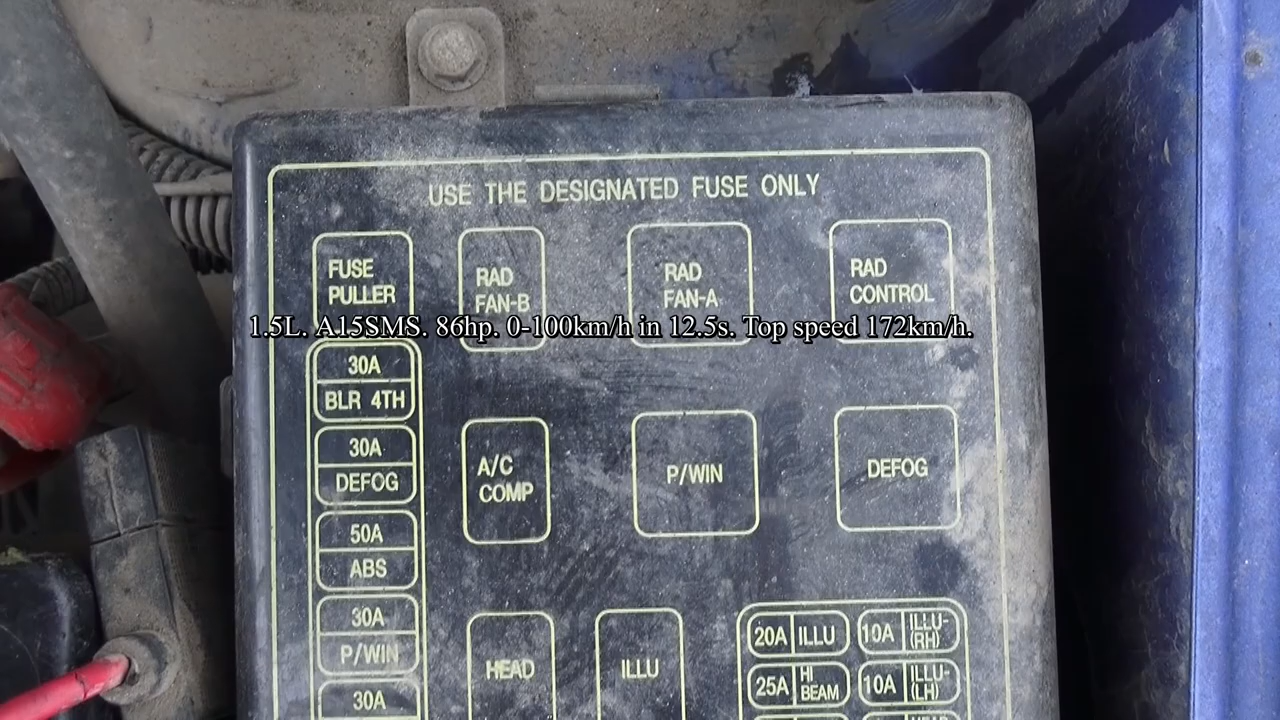 USE THE DESIGNATED FUSE ONLY
FUSE PULLER
RAD FAN-B
RAD FAN-A
RAD CONTROL
1.5L. A15SMS. 86hp. 0-100km/h in 12.5s. Top speed 172km/h.
30A
BLR 4TH
30A
DEFOG
50A
ABS
30A
P/WIN
30A
A/C COMP
P/WIN
DEFOG
HEAD
ILLU
20A ILLU
10A ILLU-(RH)
25A HI BEAM
10A ILLU-(LH)